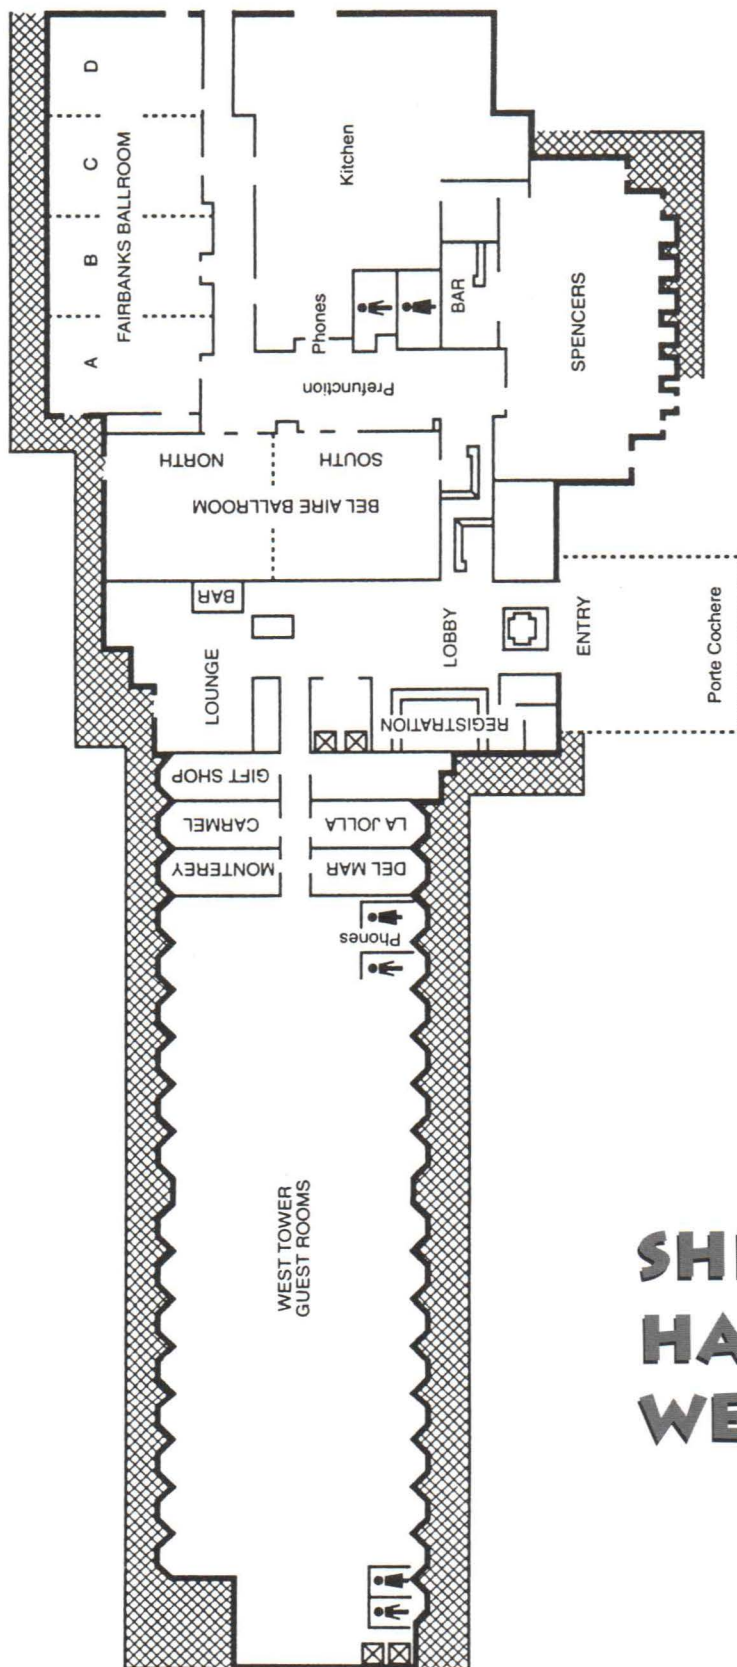 D
C
B
A
FAIRBANKS BALLROOM
Kitchen
Phones
BAR
SPENCERS
Prefunction
NORTH
SOUTH
BEL AIRE BALLROOM
BAR
LOUNGE
LOBBY
ENTRY
Porte Cochere
REGISTRATION
GIFT SHOP
CARMEL
LA JOLLA
MONTEREY
DEL MAR
Phones
WEST TOWER
GUEST ROOMS
SH
HA
WE